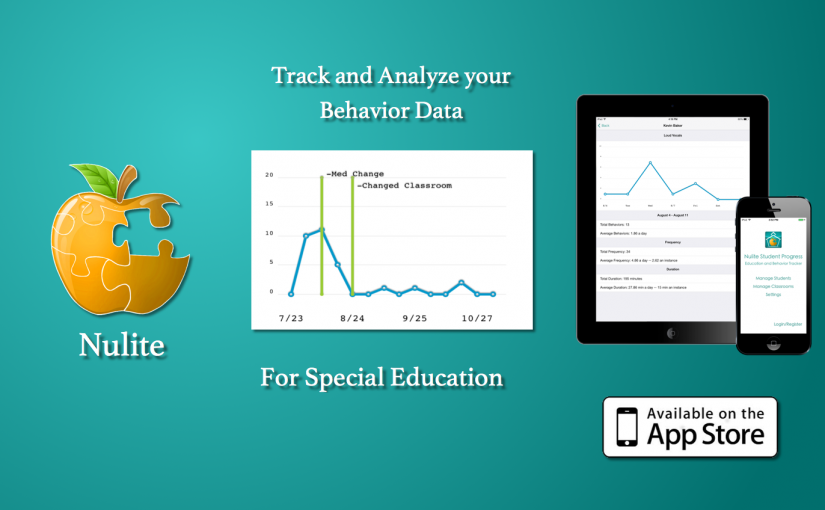 Track and Analyze your
Behavior Data
Nulite
20
15
10
5
0
-Med Change
-Changed Classroom
7/23
8/24
9/25
10/27
For Special Education
Back
Kevin Baker
Loud Vocals
August 4 - August 11
Total Behaviors: 13
Average Behaviors: 1.86 a day
Frequency
Total Frequency: 34
Average Frequency: 4.86 a day -- 2.62 an instance
Duration
Total Duration: 195 minutes
Average Duration: 27.86 min a day -- 15 min an instance
Nulite Student Progress
Education and Behavior Tracker
Manage Students
Manage Classrooms
Settings
Login/Register
Available on the
App Store